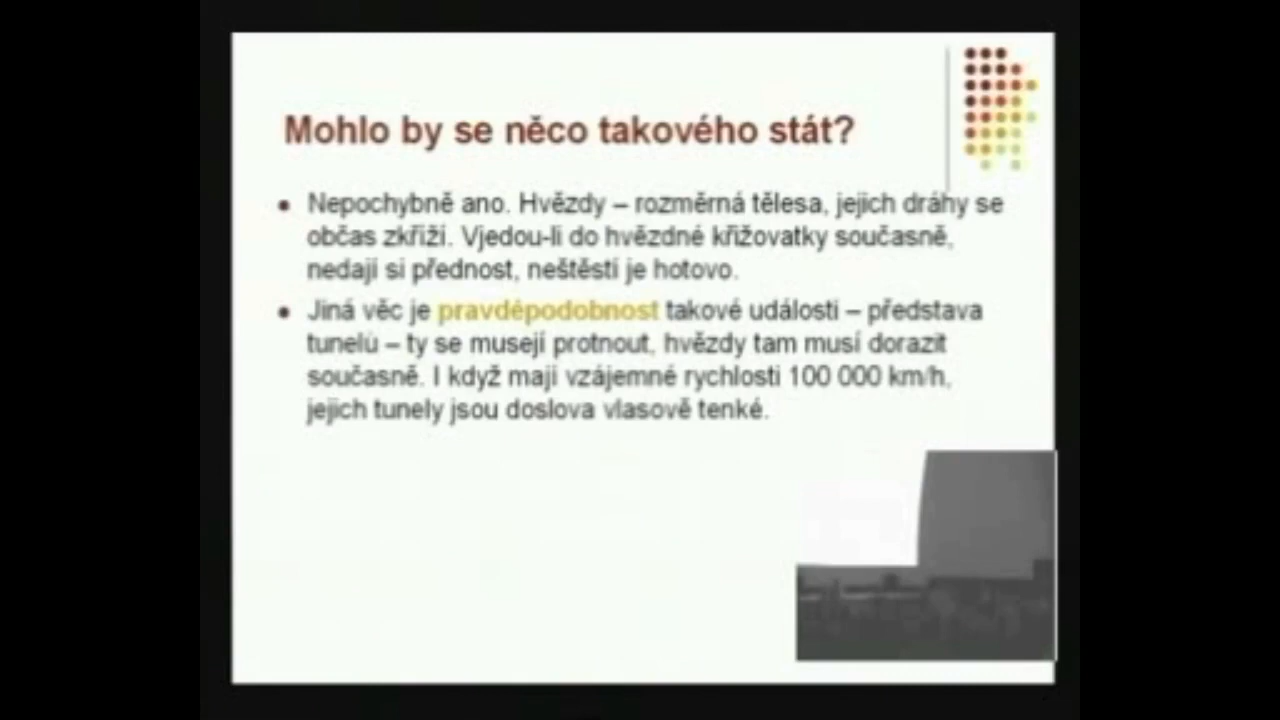 Mohlo by se něco takového stát?
• Nepochybně ano. Hvězdy – rozměrná tělesa, jejich dráhy se
občas zkříží. Vjedou-li do hvězdné křižovatky současně,
nedají si přednost, neštěstí je hotovo.
• Jiná věc je pravděpodobnost takové události – představa
tunelů – ty se musejí protnout, hvězdy tam musí dorazit
současně. I když mají vzájemné rychlosti 100 000 km/h,
jejich tunely jsou doslova vlasově tenké.